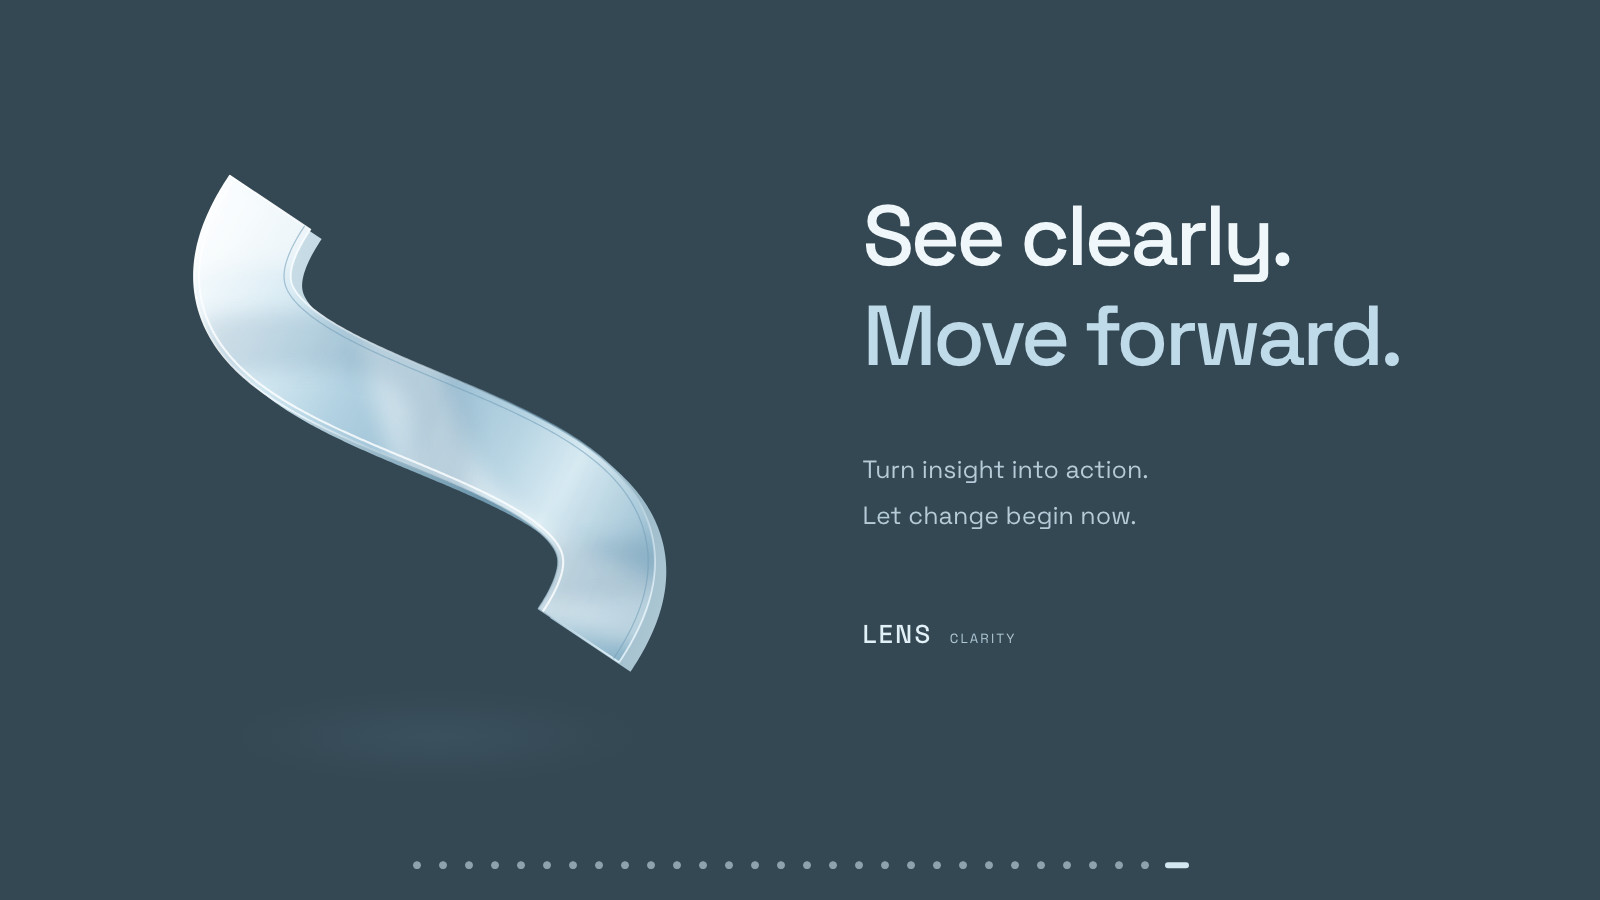 See clearly.
Move forward.
Turn insight into action.
Let change begin now.
LENS CLARITY